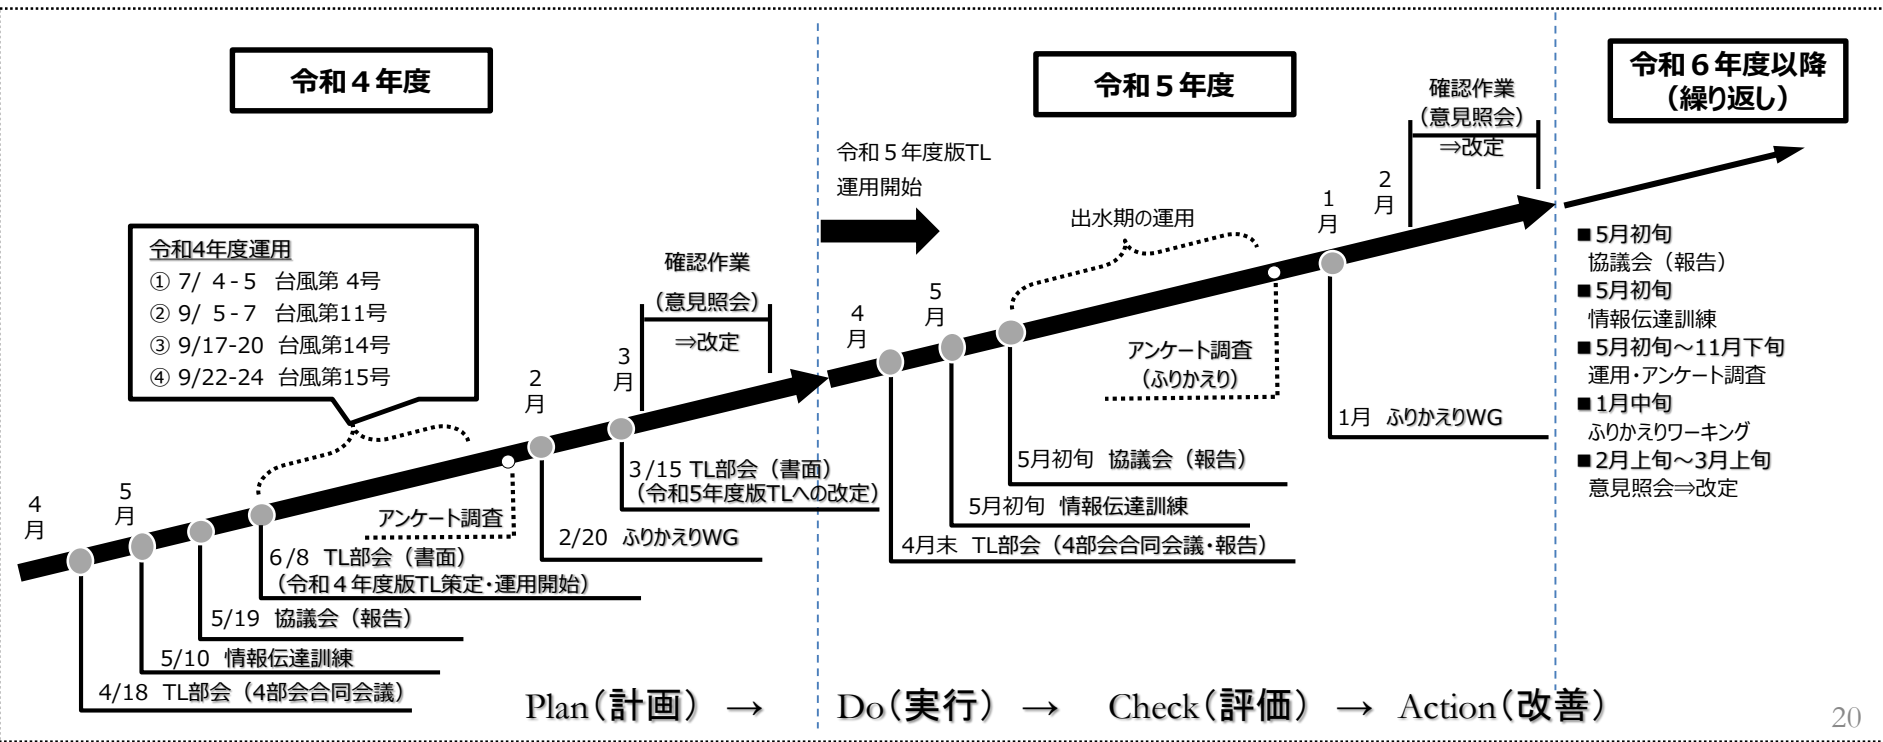 令和４年度
令和4年度運用
① 7/ 4-5 台風第 4号
② 9/ 5-7 台風第11号
③ 9/17-20 台風第14号
④ 9/22-24 台風第15号
4
月
5
月
2
月
3
月
確認作業
（意見照会）
⇒改定
アンケート調査
3/15 TL部会（書面）
（令和5年度版TLへの改定）
2/20 ふりかえりWG
6/8 TL部会（書面）
（令和４年度版TL策定・運用開始）
5/19 協議会（報告）
5/10 情報伝達訓練
4/18 TL部会（4部会合同会議）
令和５年度
令和５年度版TL
運用開始
4
月
5
月
出水期の運用
1
月
2
月
確認作業
（意見照会）
⇒改定
アンケート調査
（ふりかえり）
1月 ふりかえりWG
5月初旬 協議会（報告）
5月初旬 情報伝達訓練
4月末 TL部会（4部会合同会議・報告）
令和６年度以降
（繰り返し）
■5月初旬
協議会（報告）
■5月初旬
情報伝達訓練
■5月初旬～11月下旬
運用・アンケート調査
■1月中旬
ふりかえりワーキング
■2月上旬～3月上旬
意見照会⇒改定
Plan（計画） → Do（実行） → Check（評価） → Action（改善）
20